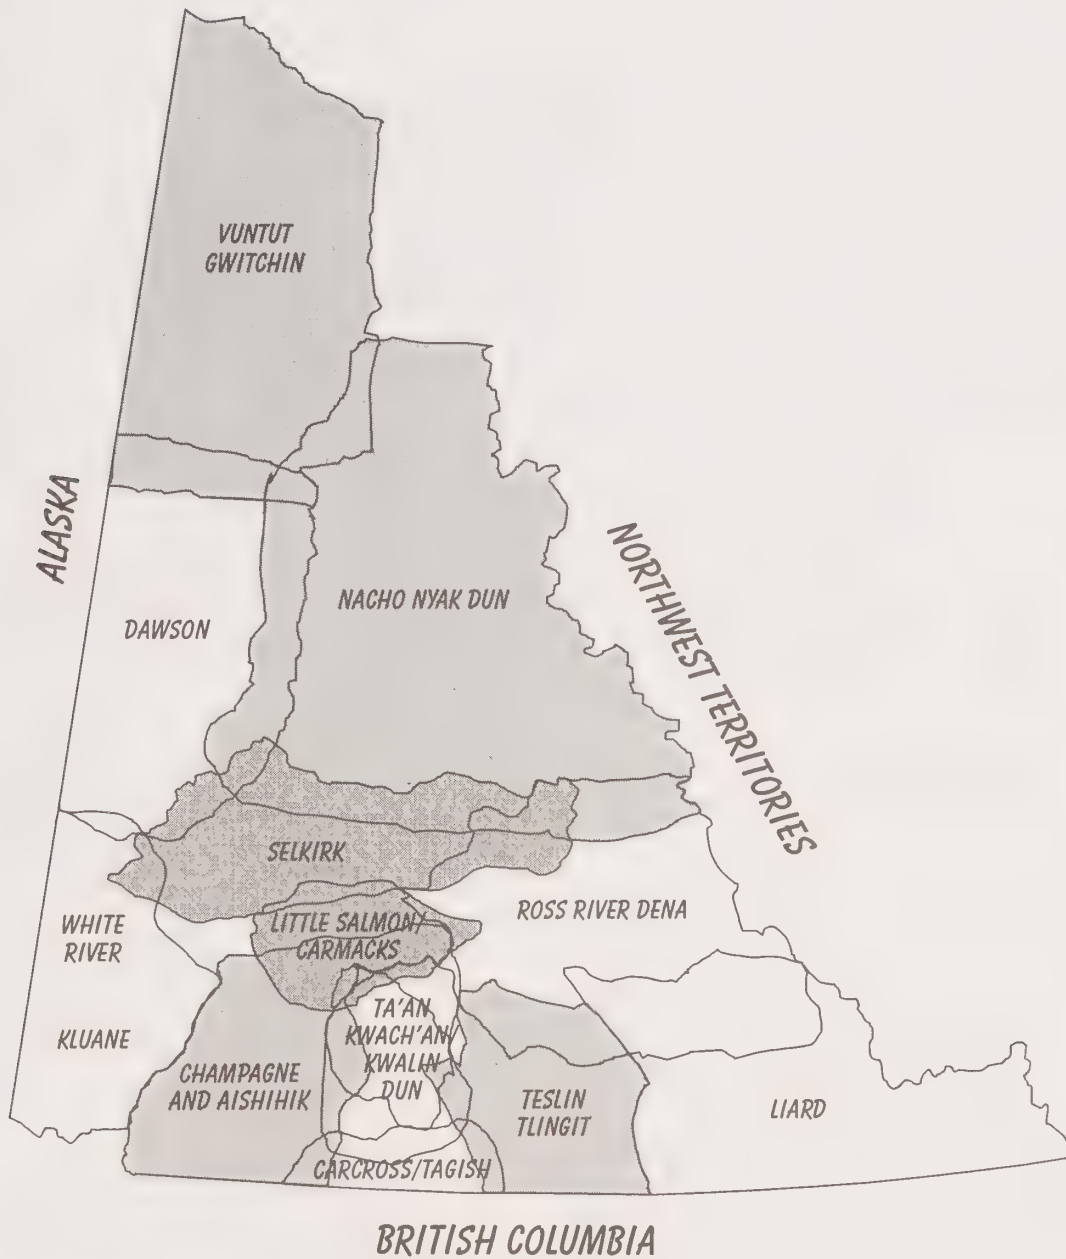 VUNTUT
GWITCHIN
ALASKA
NORTHWEST TERRITORIES
NACHO NYAK DUN
DAWSON
SELKIRK
ROSS RIVER DENA
WHITE
RIVER
LITTLE SALMON/
CARMACKS
KLUANE
TA'AN
KWACH'AN/
KWALIN
DUN
CHAMPAGNE
AND AISHIHIK
TESLIN
TLINGIT
LIARD
CARCROSS/TAGISH
BRITISH COLUMBIA